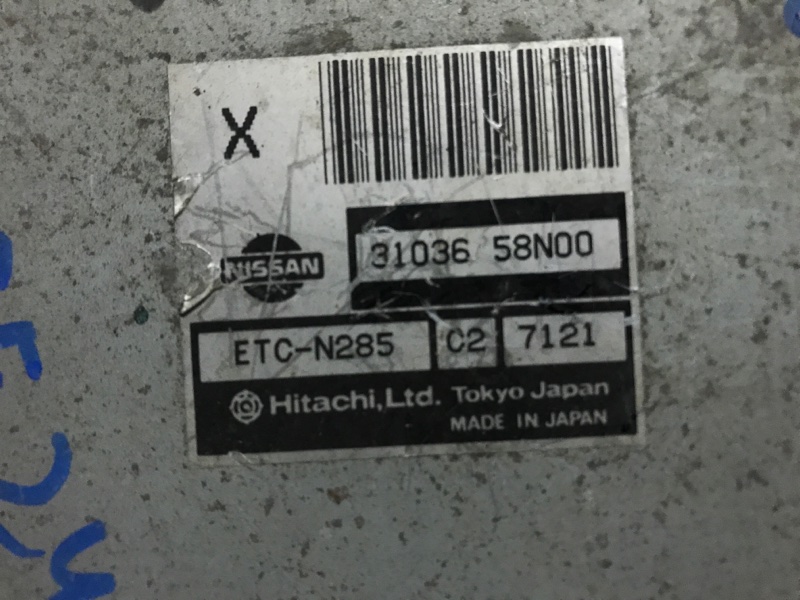 X
NISSAN
31036 58N00
ETC-N285 C2 7121
Hitachi,Ltd. Tokyo Japan
MADE IN JAPAN